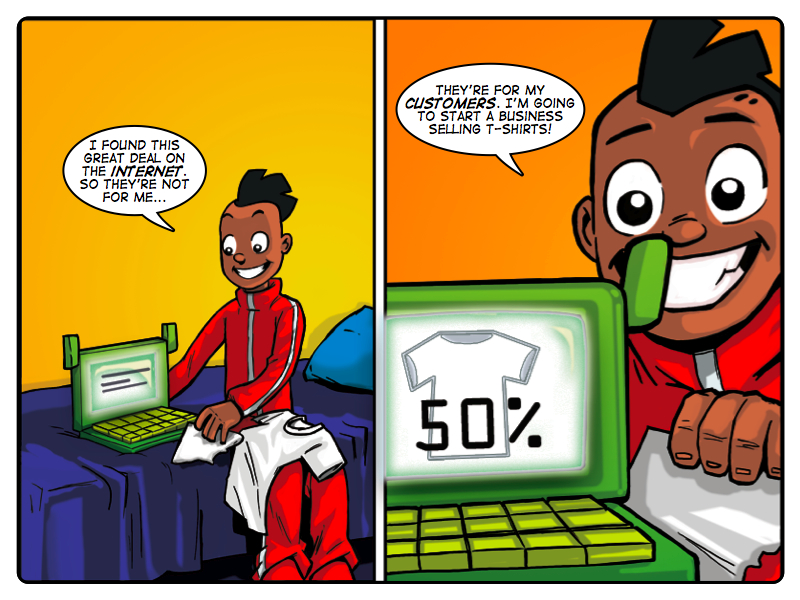 I FOUND THIS
GREAT DEAL ON
THE INTERNET.
SO THEY'RE NOT
FOR ME...
THEY'RE FOR MY
CUSTOMERS. I'M GOING
TO START A BUSINESS
SELLING T-SHIRTS!
50%